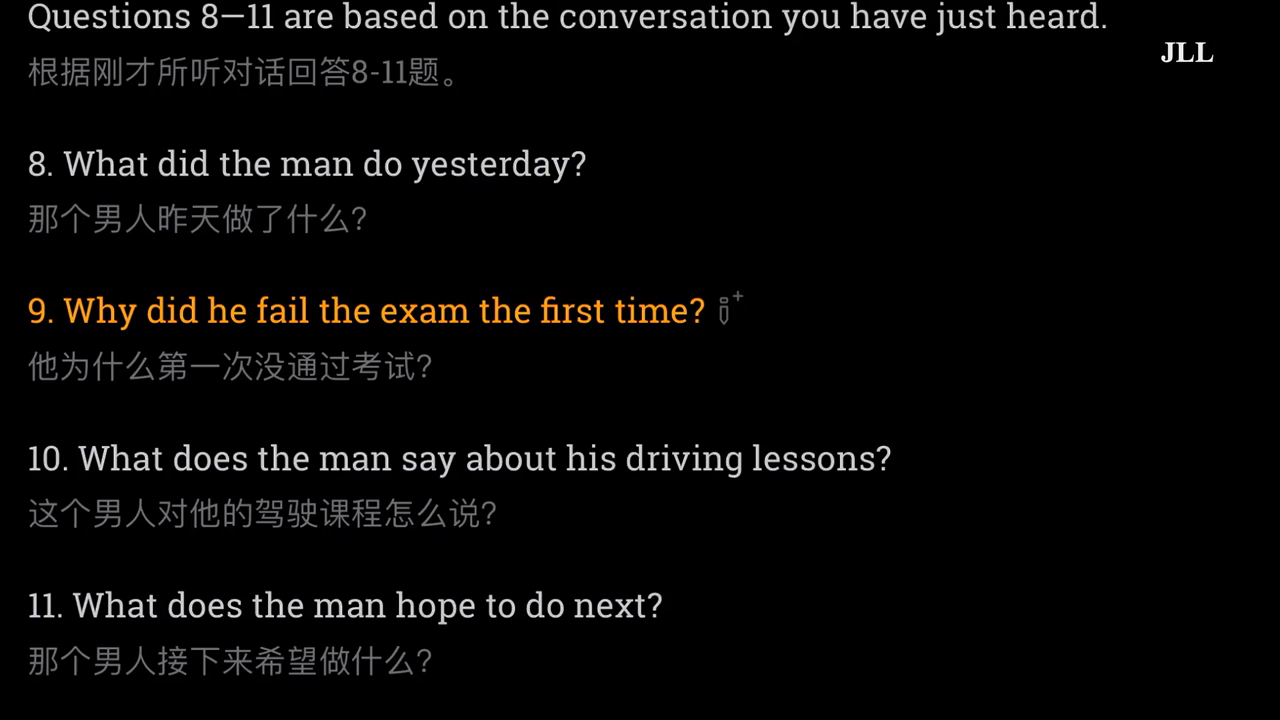 Questions 8—11 are based on the conversation you have just heard.
JLL
根据刚才所听对话回答8-11题。
8. What did the man do yesterday?
那个男人昨天做了什么?
9. Why did he fail the exam the first time?
他为什么第一次没通过考试?
10. What does the man say about his driving lessons?
这个男人对他的驾驶课程怎么说?
11. What does the man hope to do next?
那个男人接下来希望做什么?